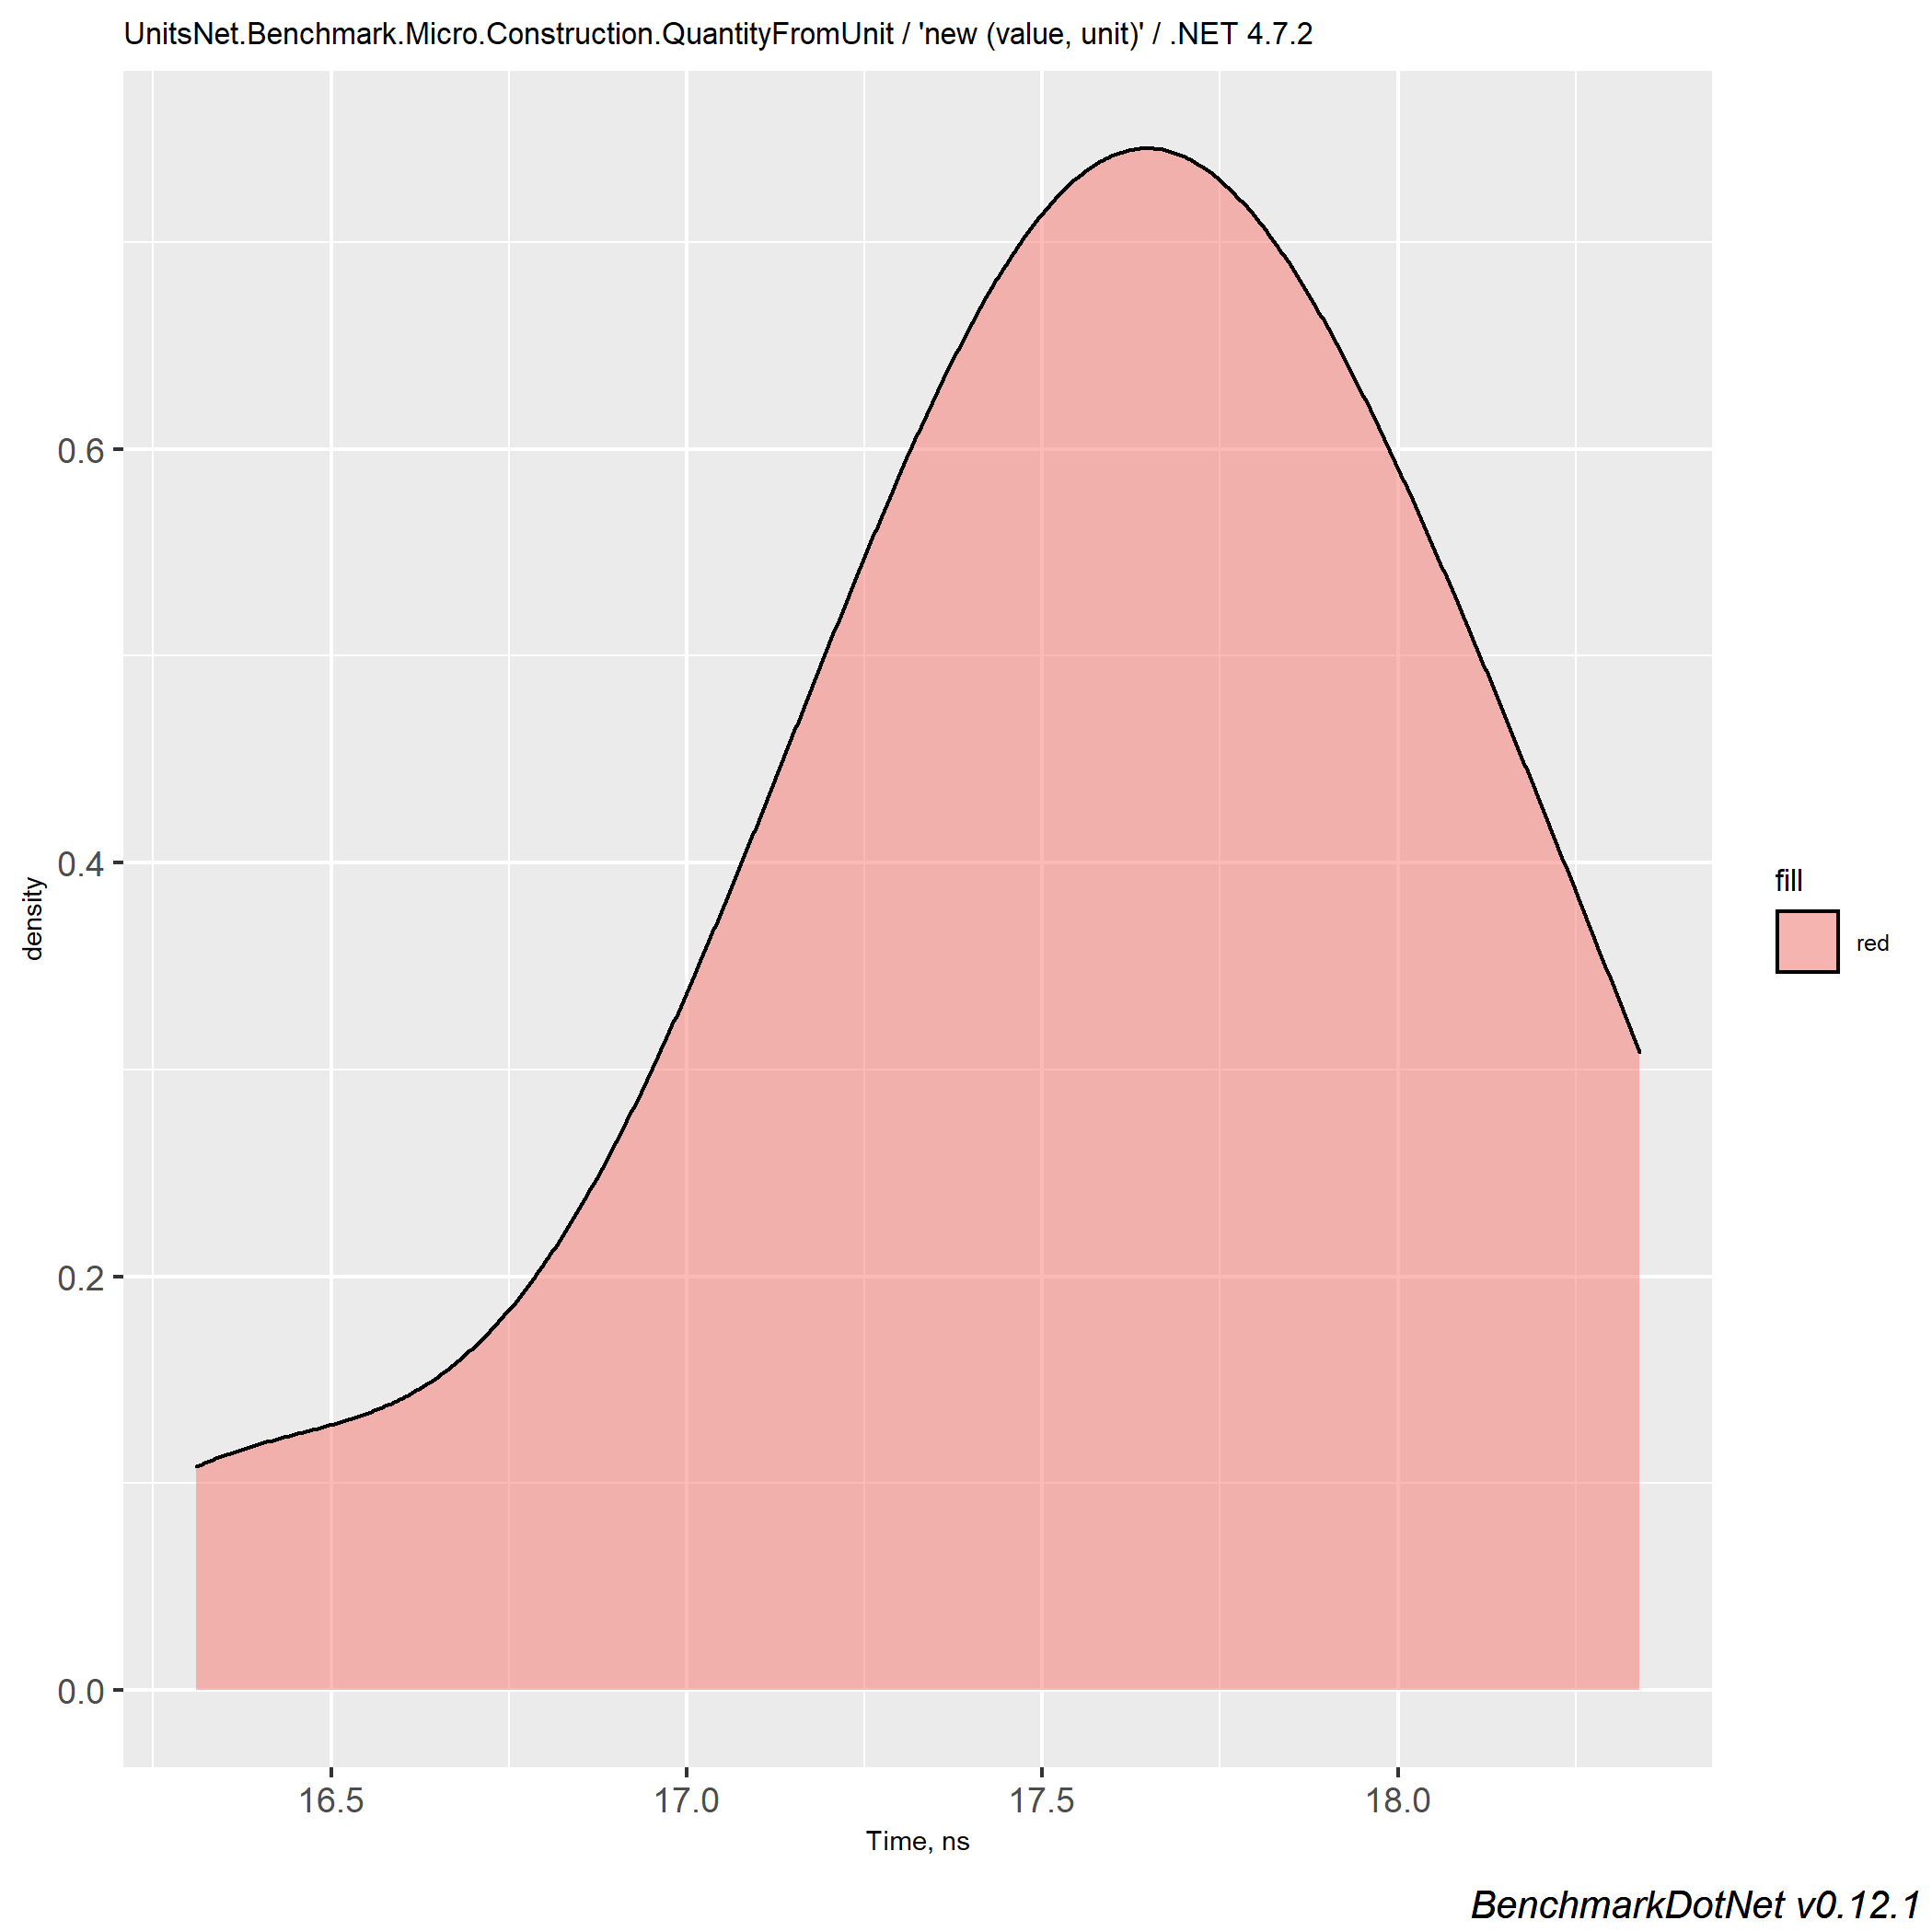 UnitsNet.Benchmark.Micro.Construction.QuantityFromUnit / 'new (value, unit)' / .NET 4.7.2
0.6
0.4
0.2
0.0
density
16.5 17.0 17.5 18.0
Time, ns
fill
red
BenchmarkDotNet v0.12.1